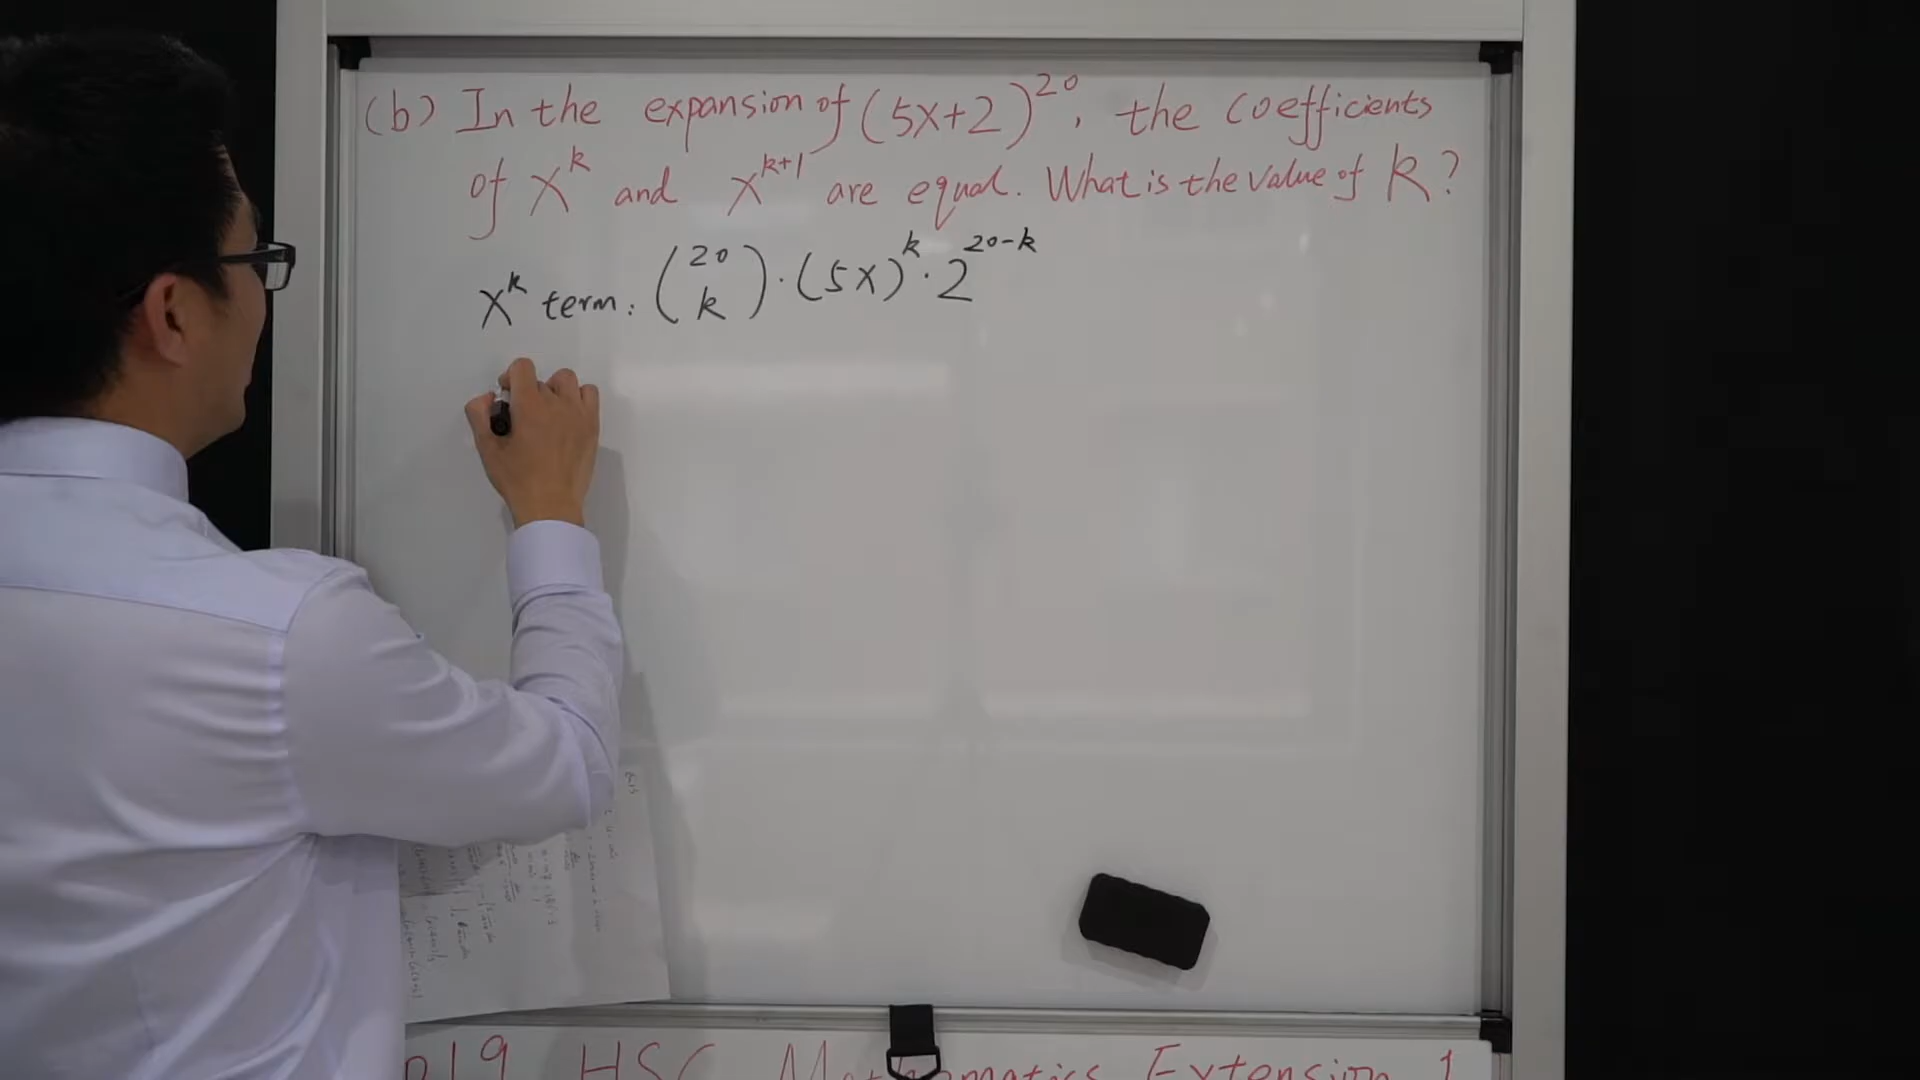 (b) In the expansion of (5x+2)^20, the coefficients
of x^k and x^(k+1) are equal. What is the value of k?
x^k term: (20 k)·(5x)^k·2^(20-k)
19 HSC Mathematics Extension 1